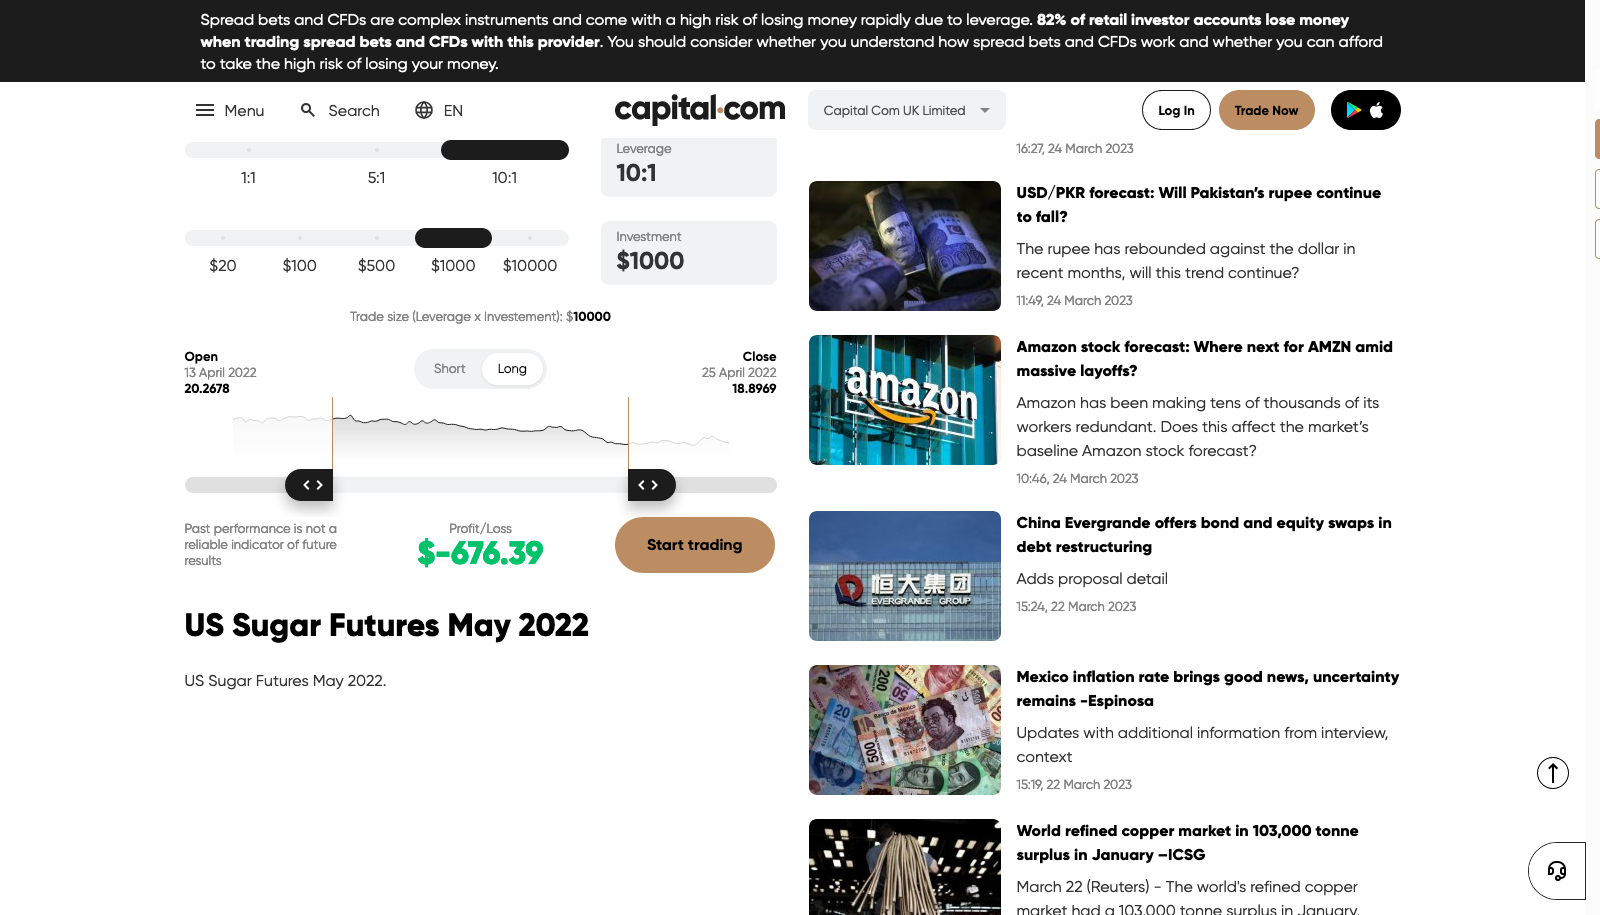 Spread bets and CFDs are complex instruments and come with a high risk of losing money rapidly due to leverage. 82% of retail investor accounts lose money
when trading spread bets and CFDs with this provider. You should consider whether you understand how spread bets and CFDs work and whether you can afford
to take the high risk of losing your money.
Menu
Search
EN
capital.com
Capital Com UK Limited
Log In
Trade Now
1:1
5:1
10:1
Leverage
10:1
$20
$100
$500
$1000
$10000
Investment
$1000
Trade size (Leverage x Investement): $10000
Open
13 April 2022
20.2678
Short
Long
Close
25 April 2022
18.8969
Past performance is not a
reliable indicator of future
results
Profit/Loss
$-676.39
Start trading
US Sugar Futures May 2022
US Sugar Futures May 2022.
16:27, 24 March 2023
USD/PKR forecast: Will Pakistan’s rupee continue
to fall?
The rupee has rebounded against the dollar in
recent months, will this trend continue?
11:49, 24 March 2023
amazon
Amazon stock forecast: Where next for AMZN amid
massive layoffs?
Amazon has been making tens of thousands of its
workers redundant. Does this affect the market’s
baseline Amazon stock forecast?
10:46, 24 March 2023
恒大集团
EVERGRANDE GROUP
China Evergrande offers bond and equity swaps in
debt restructuring
Adds proposal detail
15:24, 22 March 2023
Mexico inflation rate brings good news, uncertainty
remains -Espinosa
Updates with additional information from interview,
context
15:19, 22 March 2023
World refined copper market in 103,000 tonne
surplus in January –ICSG
March 22 (Reuters) - The world's refined copper
market had a 103,000 tonne surplus in January,